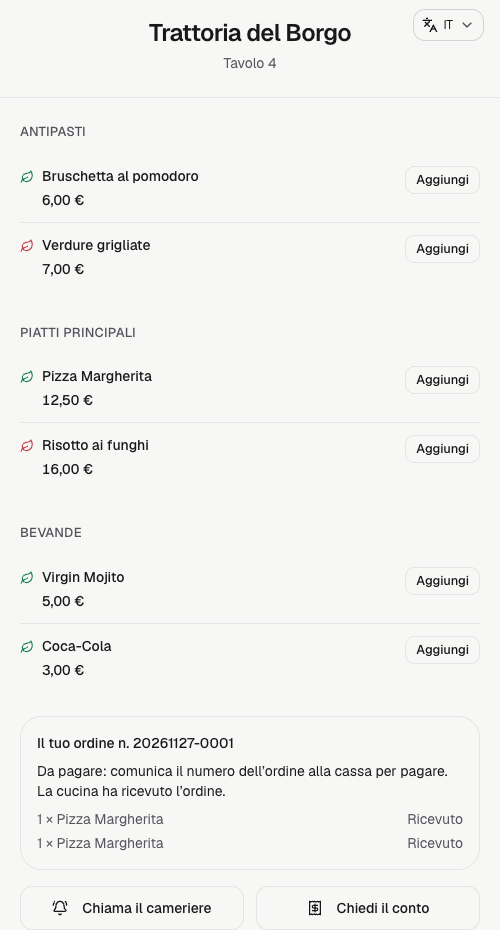 Trattoria del Borgo
IT
Tavolo 4
ANTIPASTI
Bruschetta al pomodoro
Aggiungi
6,00 €
Verdure grigliate
Aggiungi
7,00 €
PIATTI PRINCIPALI
Pizza Margherita
Aggiungi
12,50 €
Risotto ai funghi
Aggiungi
16,00 €
BEVANDE
Virgin Mojito
Aggiungi
5,00 €
Coca-Cola
Aggiungi
3,00 €
Il tuo ordine n. 20261127-0001
Da pagare: comunica il numero dell’ordine alla cassa per pagare.
La cucina ha ricevuto l’ordine.
1 × Pizza Margherita Ricevuto
1 × Pizza Margherita Ricevuto
Chiama il cameriere
Chiedi il conto